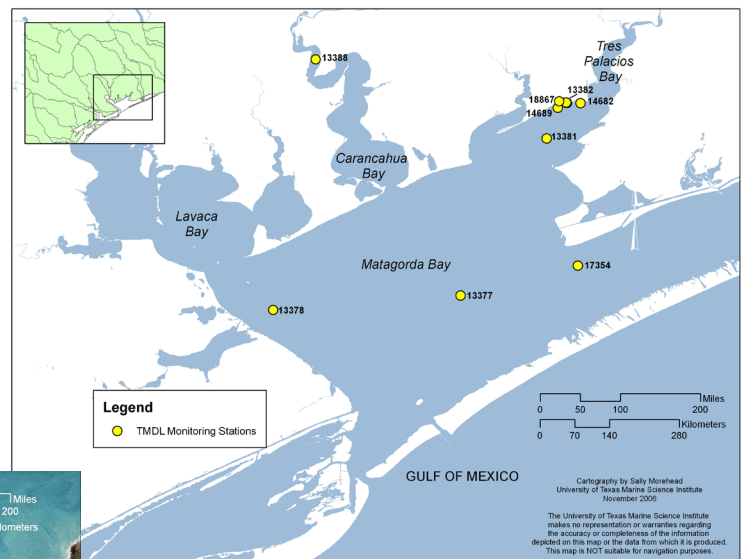 13388
Tres
Palacios
Bay
13382
18867
14682
14689
13381
Carancahua
Bay
Lavaca
Bay
Matagorda Bay
17354
13377
13378
Legend
TMDL Monitoring Stations
Miles
0 50 100 200
Kilometers
0 70 140 280
GULF OF MEXICO
Cartography by Sally Morehead
University of Texas Marine Science Institute
November 2006
The University of Texas Marine Science Institute
makes no representation or warranties regarding
the accuracy or completeness of the information
depicted on this map or the data from which it is produced.
This map is NOT suitable for navigation purposes.
Miles
200
lometers